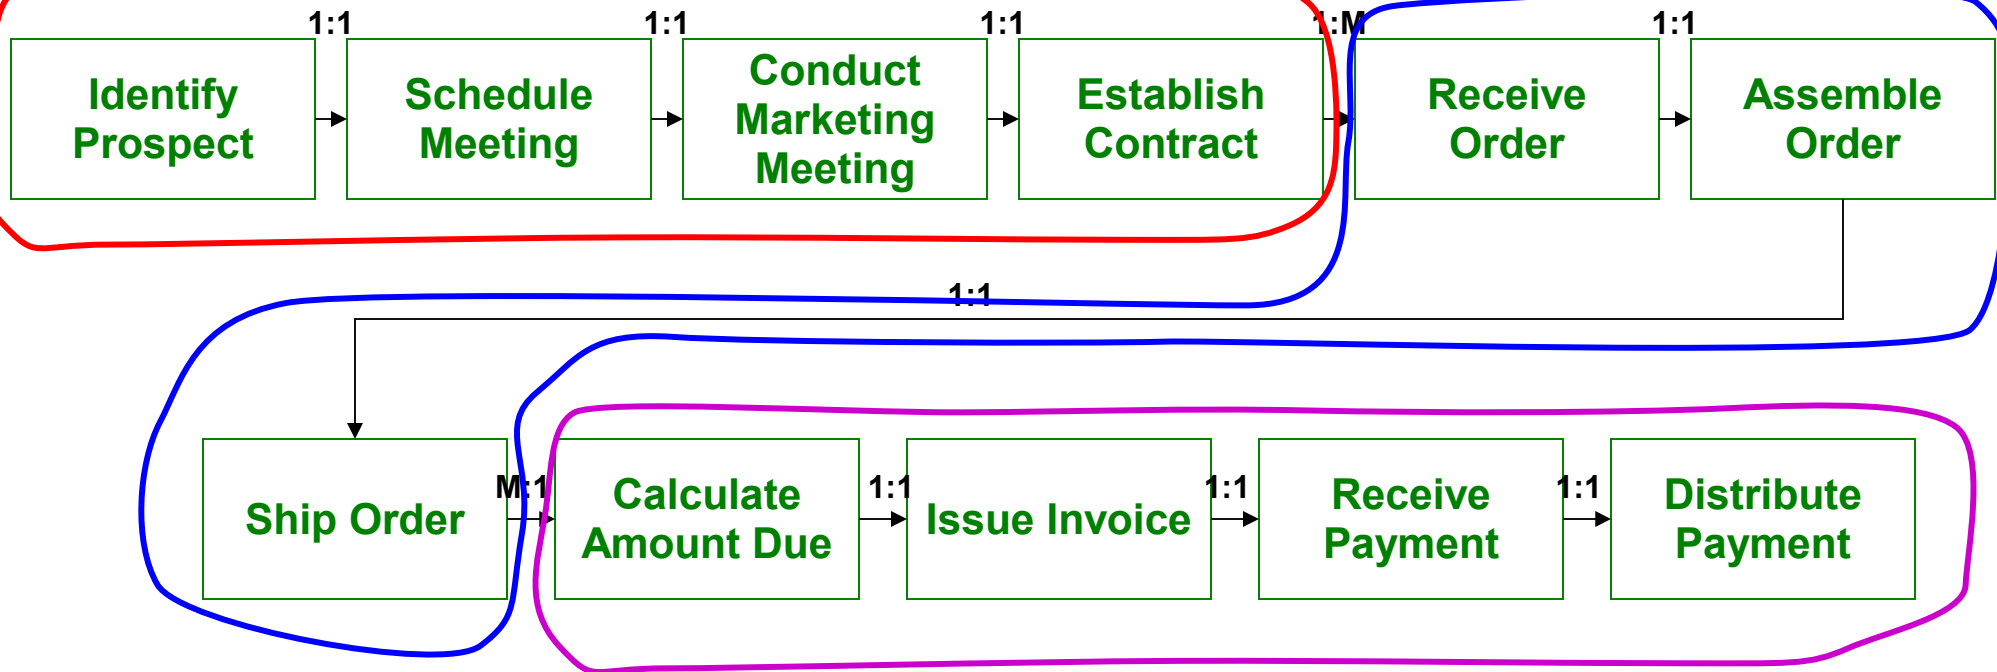 1:1
1:1
1:1
1:M
1:1
Identify
Prospect
Schedule
Meeting
Conduct
Marketing
Meeting
Establish
Contract
Receive
Order
Assemble
Order
1:1
Ship Order
M:1
Calculate
Amount Due
1:1
Issue Invoice
1:1
Receive
Payment
1:1
Distribute
Payment